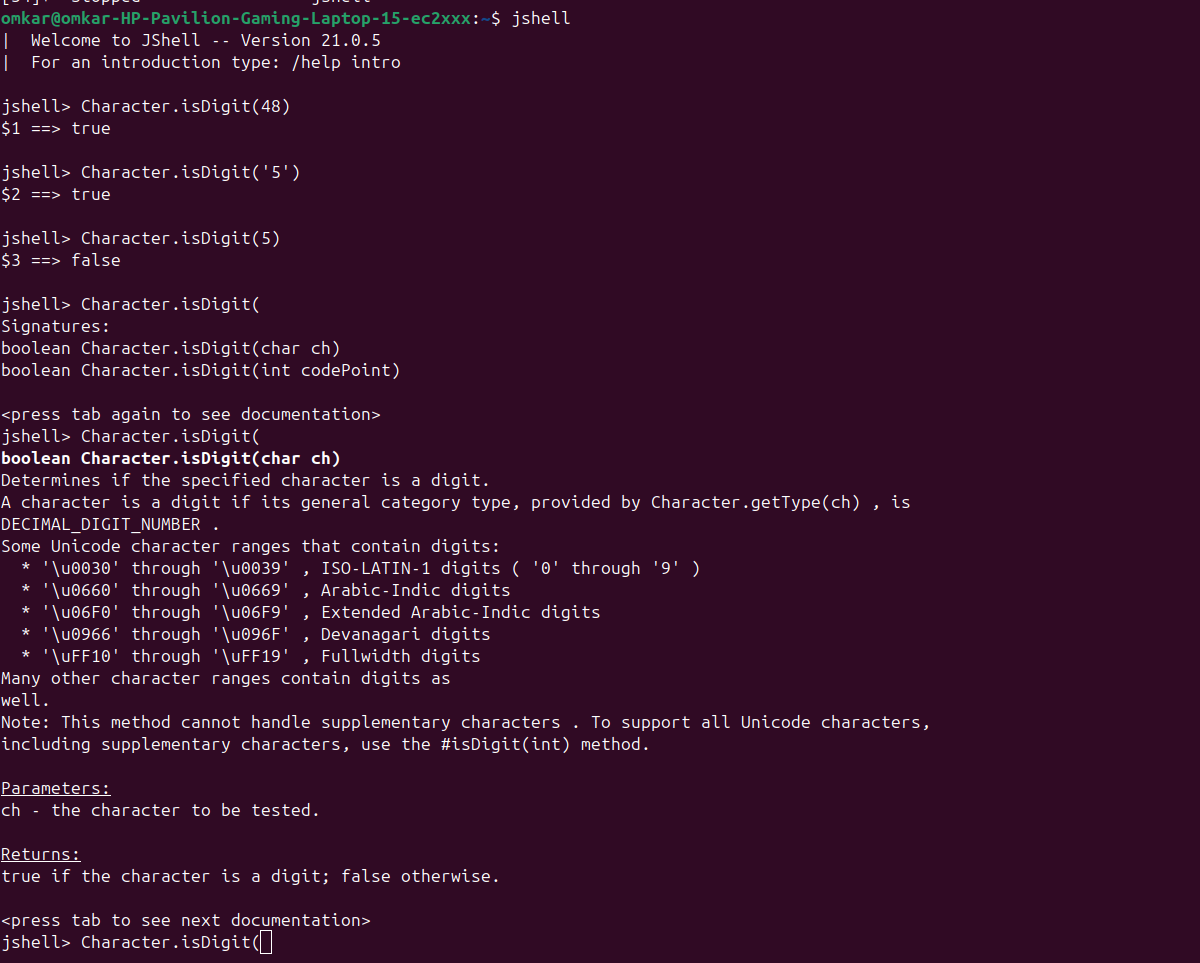 omkar@omkar-HP-Pavilion-Gaming-Laptop-15-ec2xxx:~$ jshell
|  Welcome to JShell -- Version 21.0.5
|  For an introduction type: /help intro

jshell> Character.isDigit(48)
$1 ==> true

jshell> Character.isDigit('5')
$2 ==> true

jshell> Character.isDigit(5)
$3 ==> false

jshell> Character.isDigit(
Signatures:
boolean Character.isDigit(char ch)
boolean Character.isDigit(int codePoint)

<press tab again to see documentation>
jshell> Character.isDigit(
boolean Character.isDigit(char ch)
Determines if the specified character is a digit.
A character is a digit if its general category type, provided by Character.getType(ch) , is
DECIMAL_DIGIT_NUMBER .
Some Unicode character ranges that contain digits:
  * '\u0030' through '\u0039' , ISO-LATIN-1 digits ( '0' through '9' )
  * '\u0660' through '\u0669' , Arabic-Indic digits
  * '\u06F0' through '\u06F9' , Extended Arabic-Indic digits
  * '\u0966' through '\u096F' , Devanagari digits
  * '\uFF10' through '\uFF19' , Fullwidth digits
Many other character ranges contain digits as
well.
Note: This method cannot handle supplementary characters . To support all Unicode characters,
including supplementary characters, use the #isDigit(int) method.

Parameters:
ch - the character to be tested.

Returns:
true if the character is a digit; false otherwise.

<press tab to see next documentation>
jshell> Character.isDigit(